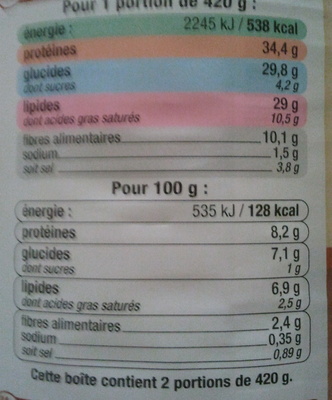 Pour 1 portion de 420 g :
énergie : 2245 kJ / 538 kcal
protéines 34,4 g
glucides 29,8 g
dont sucres 4,2 g
lipides 29 g
dont acides gras saturés 10,5 g
fibres alimentaires 10,1 g
sodium 1,5 g
soit sel 3,8 g
Pour 100 g :
énergie : 535 kJ / 128 kcal
protéines 8,2 g
glucides 7,1 g
dont sucres 1 g
lipides 6,9 g
dont acides gras saturés 2,5 g
fibres alimentaires 2,4 g
sodium 0,35 g
soit sel 0,89 g
Cette boîte contient 2 portions de 420 g.